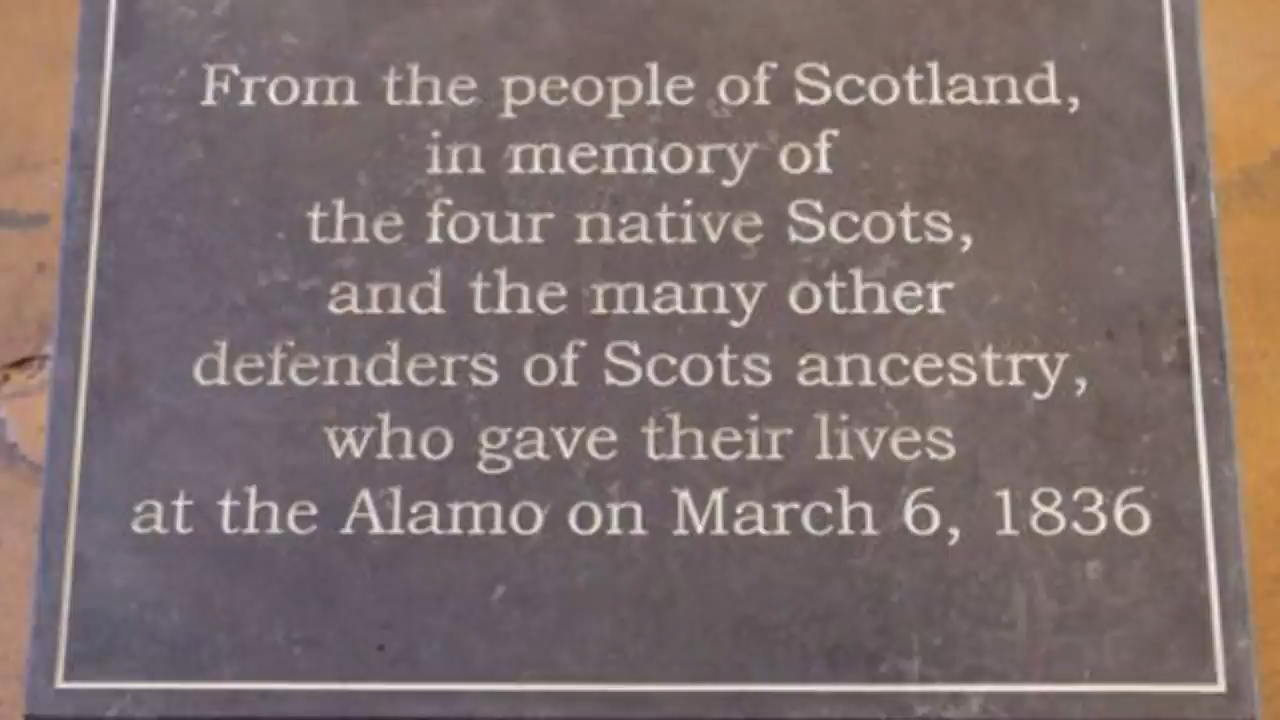 From the people of Scotland,
in memory of
the four native Scots,
and the many other
defenders of Scots ancestry,
who gave their lives
at the Alamo on March 6, 1836